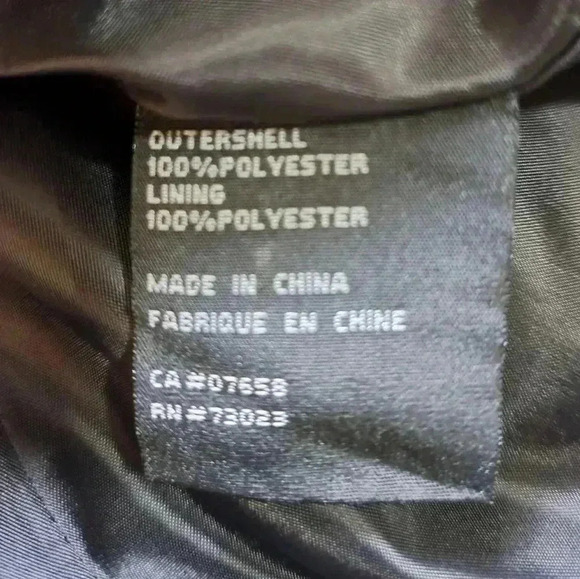 OUTERSHELL
100%POLYESTER
LINING
100%POLYESTER
MADE IN CHINA
FABRIQUE EN CHINE
CA#07658
RN#73023